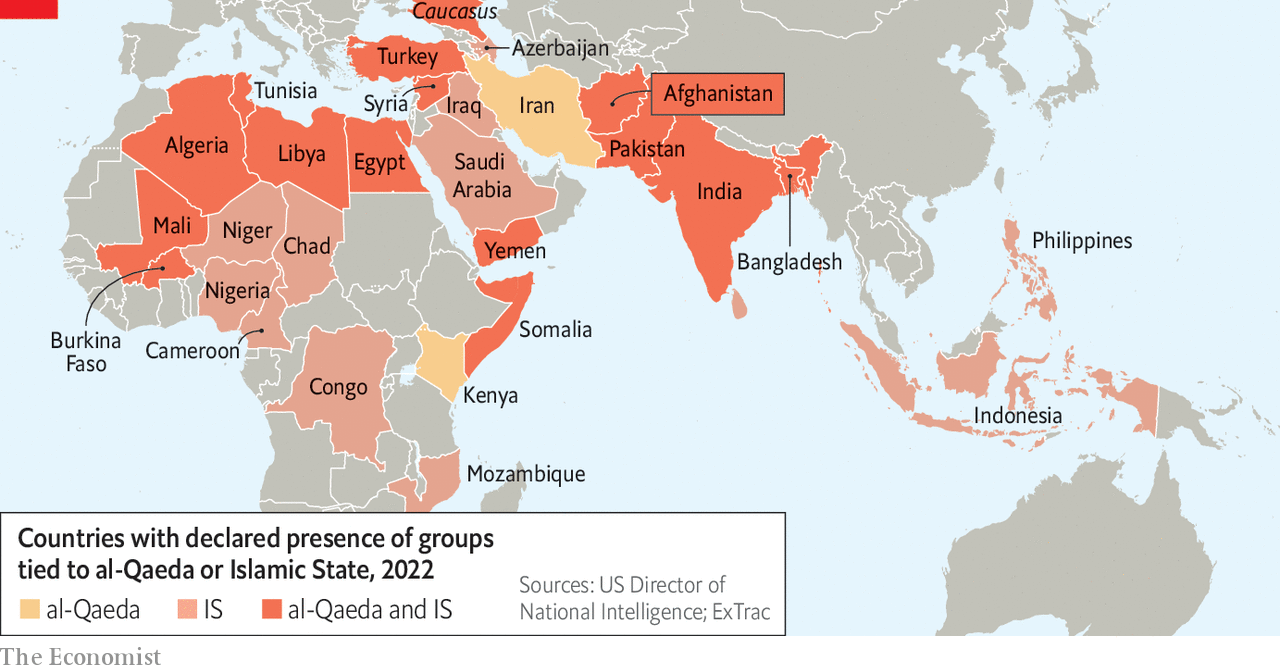 Caucasus
Azerbaijan
Turkey
Tunisia
Syria
Iraq
Iran
Afghanistan
Algeria
Libya
Egypt
Saudi
Arabia
Pakistan
India
Mali
Niger
Chad
Yemen
Bangladesh
Philippines
Nigeria
Burkina
Faso
Cameroon
Somalia
Congo
Kenya
Indonesia
Mozambique
Countries with declared presence of groups
tied to al-Qaeda or Islamic State, 2022
al-Qaeda
IS
al-Qaeda and IS
Sources: US Director of
National Intelligence; ExTrac
The Economist